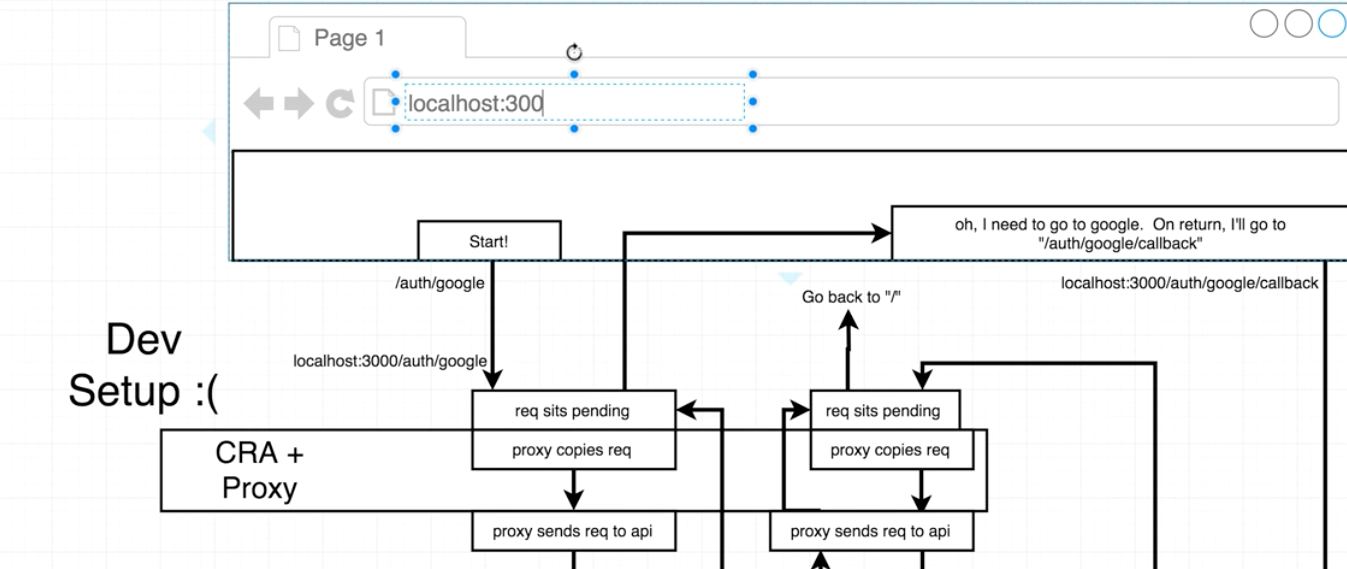 Page 1
localhost:300
Start!
oh, I need to go to google. On return, I'll go to
"/auth/google/callback"
/auth/google
localhost:3000/auth/google/callback
Go back to "/"
Dev
Setup :(
localhost:3000/auth/google
req sits pending
req sits pending
CRA +
Proxy
proxy copies req
proxy copies req
proxy sends req to api
proxy sends req to api